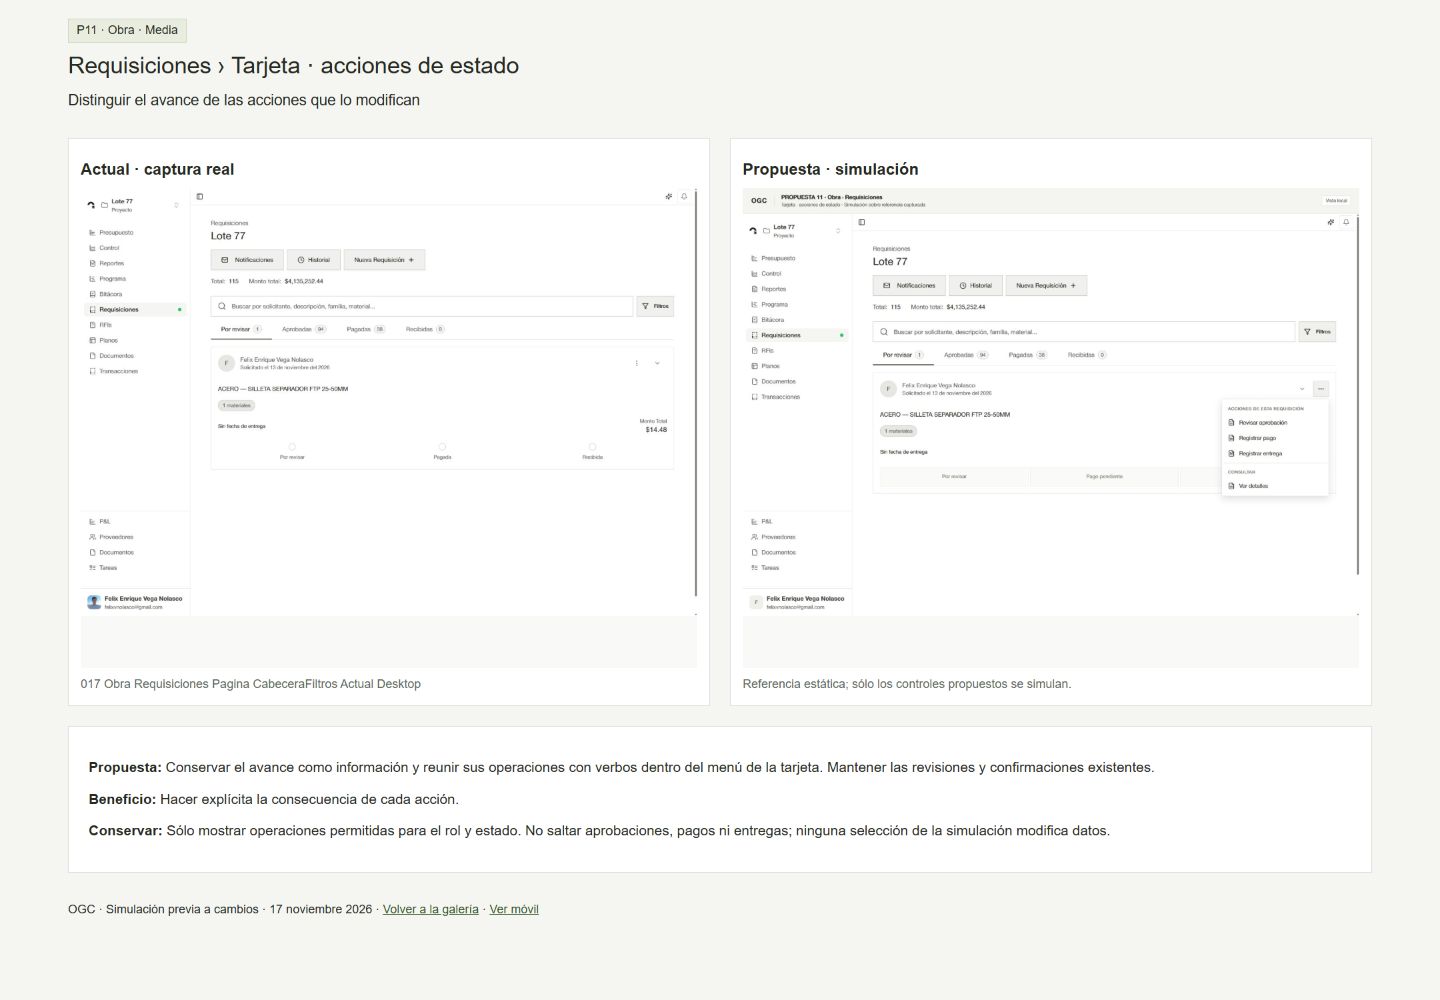 P11 · Obra · Media
Requisiciones › Tarjeta · acciones de estado
Distinguir el avance de las acciones que lo modifican
Actual · captura real
Lote 77
Proyecto
Presupuesto
Control
Reportes
Programa
Bitácora
Requisiciones
RFIs
Planos
Documentos
Transacciones
P&L
Proveedores
Documentos
Tareas
Felix Enrique Vega Nolasco
felixvnolasco@gmail.com
Requisiciones
Lote 77
Notificaciones
Historial
Nueva Requisición +
Total: 115 Monto total: $4,135,252.44
Buscar por solicitante, descripción, familia, material...
Filtros
Por revisar 1 Aprobadas 94 Pagadas 38 Recibidas 0
F
Felix Enrique Vega Nolasco
Solicitado el 13 de noviembre del 2026
ACERO — SILLETA SEPARADOR FTP 25-50MM
1 materiales
Sin fecha de entrega
Monto Total
$14.48
Por revisar
Pagada
Recibida
017 Obra Requisiciones Pagina CabeceraFiltros Actual Desktop
Propuesta · simulación
OGC
PROPUESTA 11 · Obra · Requisiciones
Tarjeta · acciones de estado · Simulación sobre referencia capturada
Vista local
Lote 77
Proyecto
Presupuesto
Control
Reportes
Programa
Bitácora
Requisiciones
RFIs
Planos
Documentos
Transacciones
P&L
Proveedores
Documentos
Tareas
F
Felix Enrique Vega Nolasco
felixvnolasco@gmail.com
Requisiciones
Lote 77
Notificaciones
Historial
Nueva Requisición +
Total: 115 Monto total: $4,135,252.44
Buscar por solicitante, descripción, familia, material...
Filtros
Por revisar 1 Aprobadas 94 Pagadas 38 Recibidas 0
F
Felix Enrique Vega Nolasco
Solicitado el 13 de noviembre del 2026
ACERO — SILLETA SEPARADOR FTP 25-50MM
1 materiales
Sin fecha de entrega
Por revisar
Pago pendiente
ACCIONES DE ESTA REQUISICIÓN
Revisar aprobación
Registrar pago
Registrar entrega
CONSULTAR
Ver detalles
Referencia estática; sólo los controles propuestos se simulan.
Propuesta: Conservar el avance como información y reunir sus operaciones con verbos dentro del menú de la tarjeta. Mantener las revisiones y confirmaciones existentes.
Beneficio: Hacer explícita la consecuencia de cada acción.
Conservar: Sólo mostrar operaciones permitidas para el rol y estado. No saltar aprobaciones, pagos ni entregas; ninguna selección de la simulación modifica datos.
OGC · Simulación previa a cambios · 17 noviembre 2026 · Volver a la galería · Ver móvil